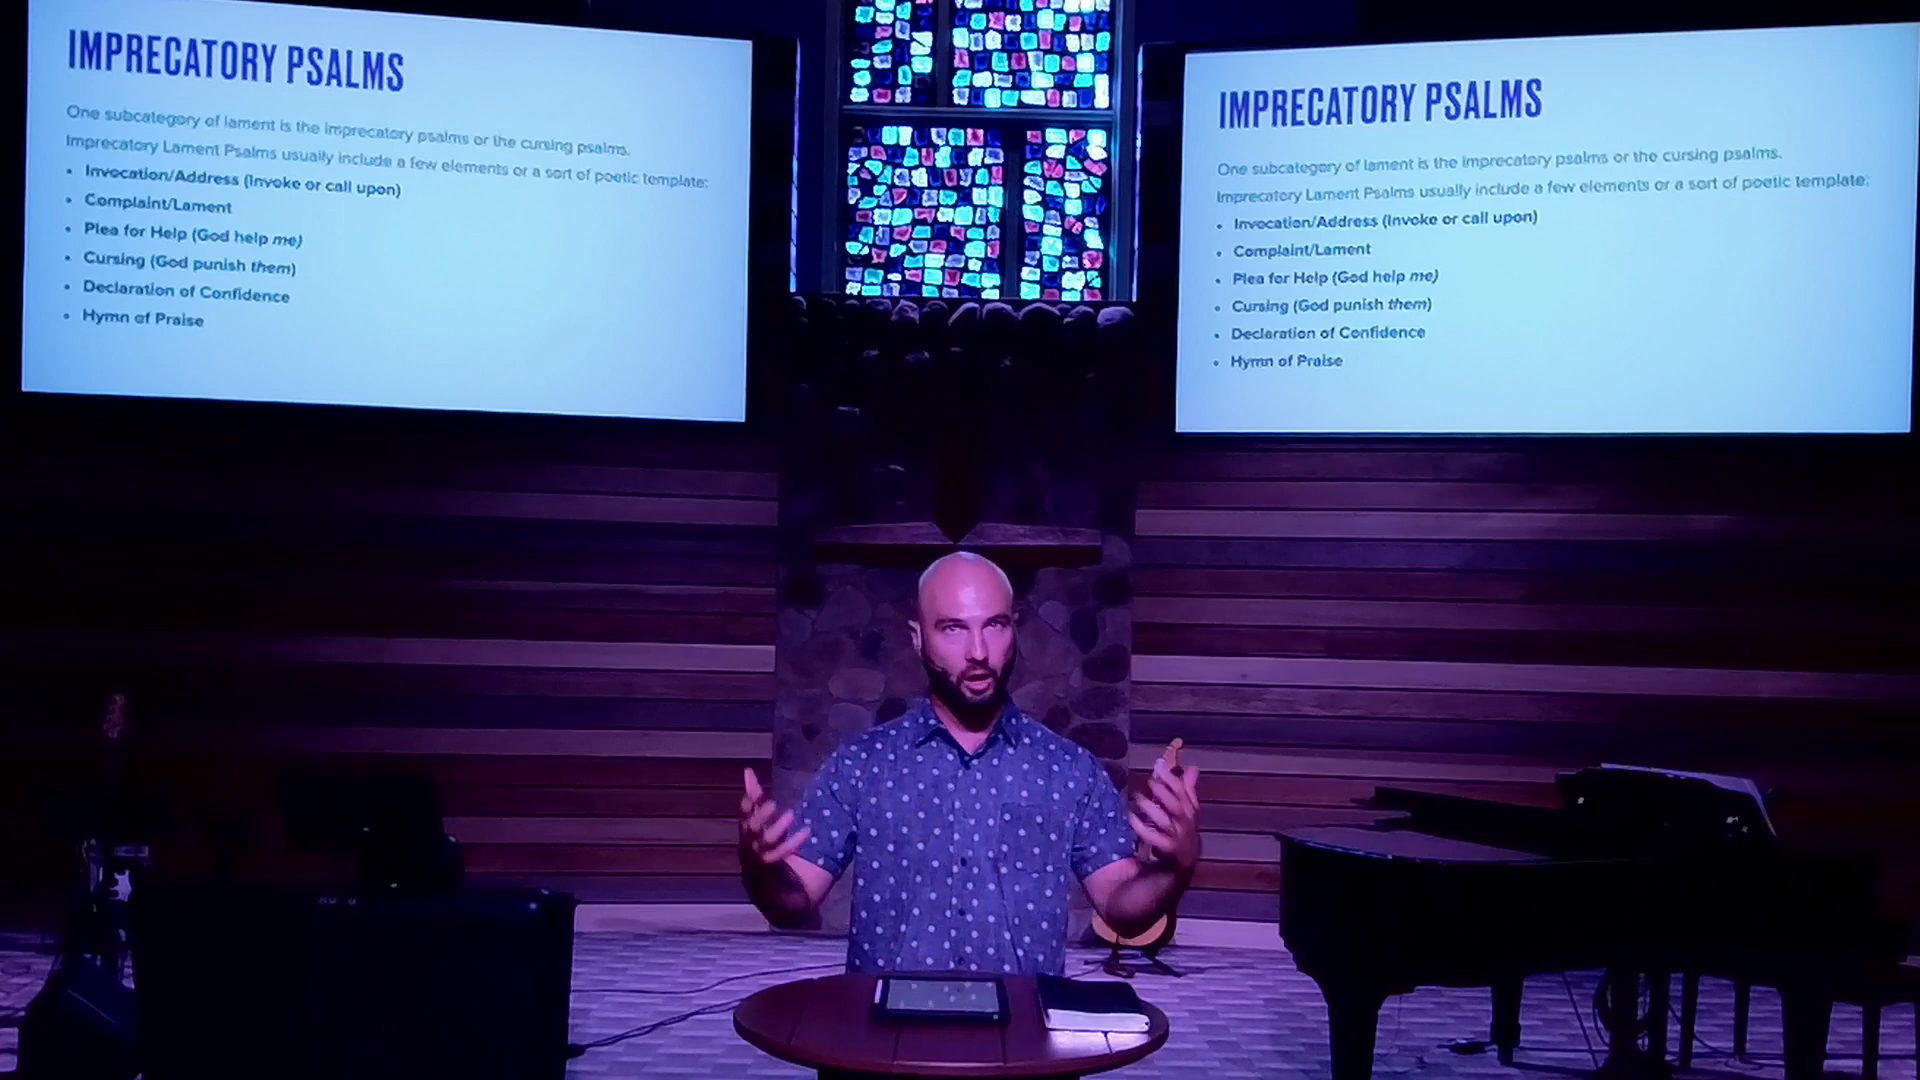 IMPRECATORY PSALMS
One subcategory of lament is the imprecatory psalms or the cursing psalms.
Imprecatory Lament Psalms usually include a few elements or a sort of poetic template:
• Invocation/Address (Invoke or call upon)
• Complaint/Lament
• Plea for Help (God help me)
• Cursing (God punish them)
• Declaration of Confidence
• Hymn of Praise
IMPRECATORY PSALMS
One subcategory of lament is the imprecatory psalms or the cursing psalms.
Imprecatory Lament Psalms usually include a few elements or a sort of poetic template:
• Invocation/Address (Invoke or call upon)
• Complaint/Lament
• Plea for Help (God help me)
• Cursing (God punish them)
• Declaration of Confidence
• Hymn of Praise